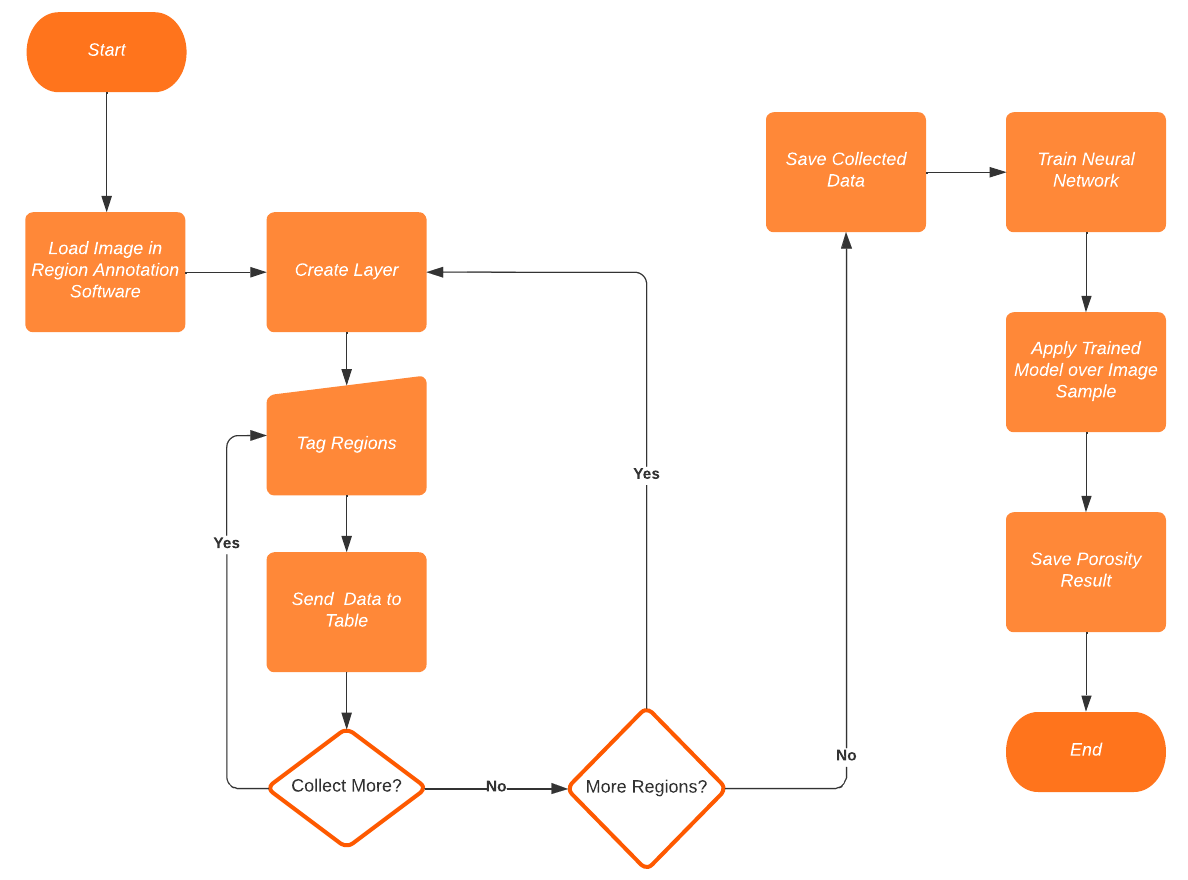 Start
Load Image in
Region Annotation
Software
Create Layer
Tag Regions
Yes
Send  Data to
Table
Collect More?
No
More Regions?
Yes
No
Save Collected
Data
Train Neural
Network
Apply Trained
Model over Image
Sample
Save Porosity
Result
End